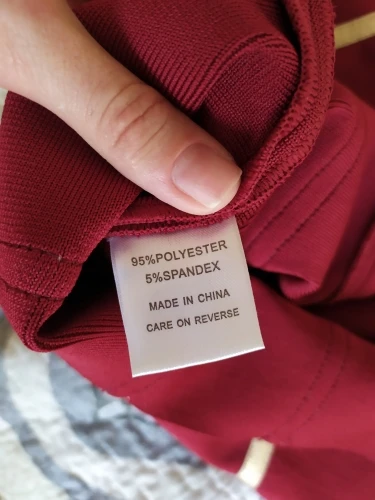 95%POLYESTER
5%SPANDEX
MADE IN CHINA
CARE ON REVERSE